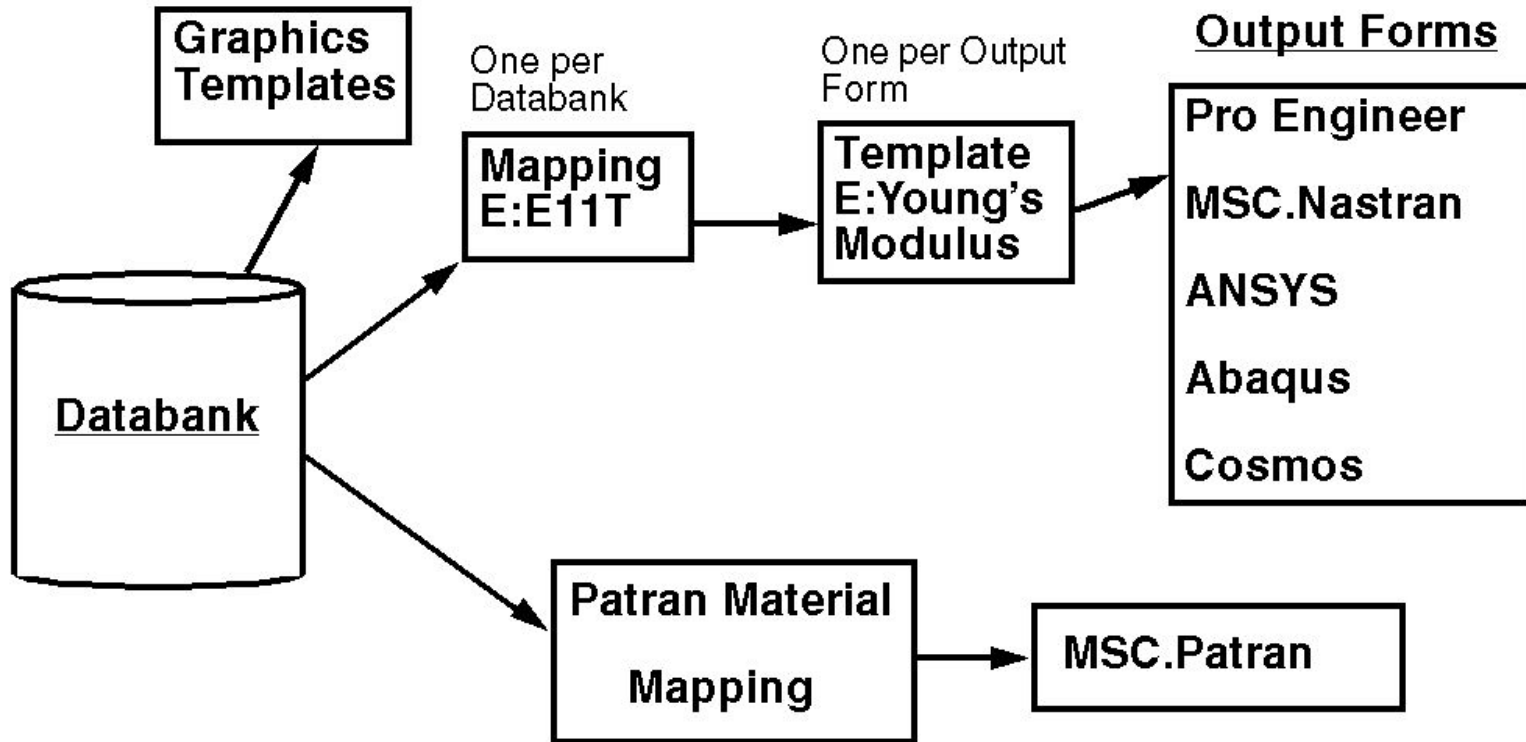 Graphics
Templates
One per
Databank
One per Output
Form
Output Forms
Mapping
E:E11T
Template
E:Young's
Modulus
Pro Engineer
MSC.Nastran
ANSYS
Abaqus
Cosmos
Databank
Patran Material
Mapping
MSC.Patran